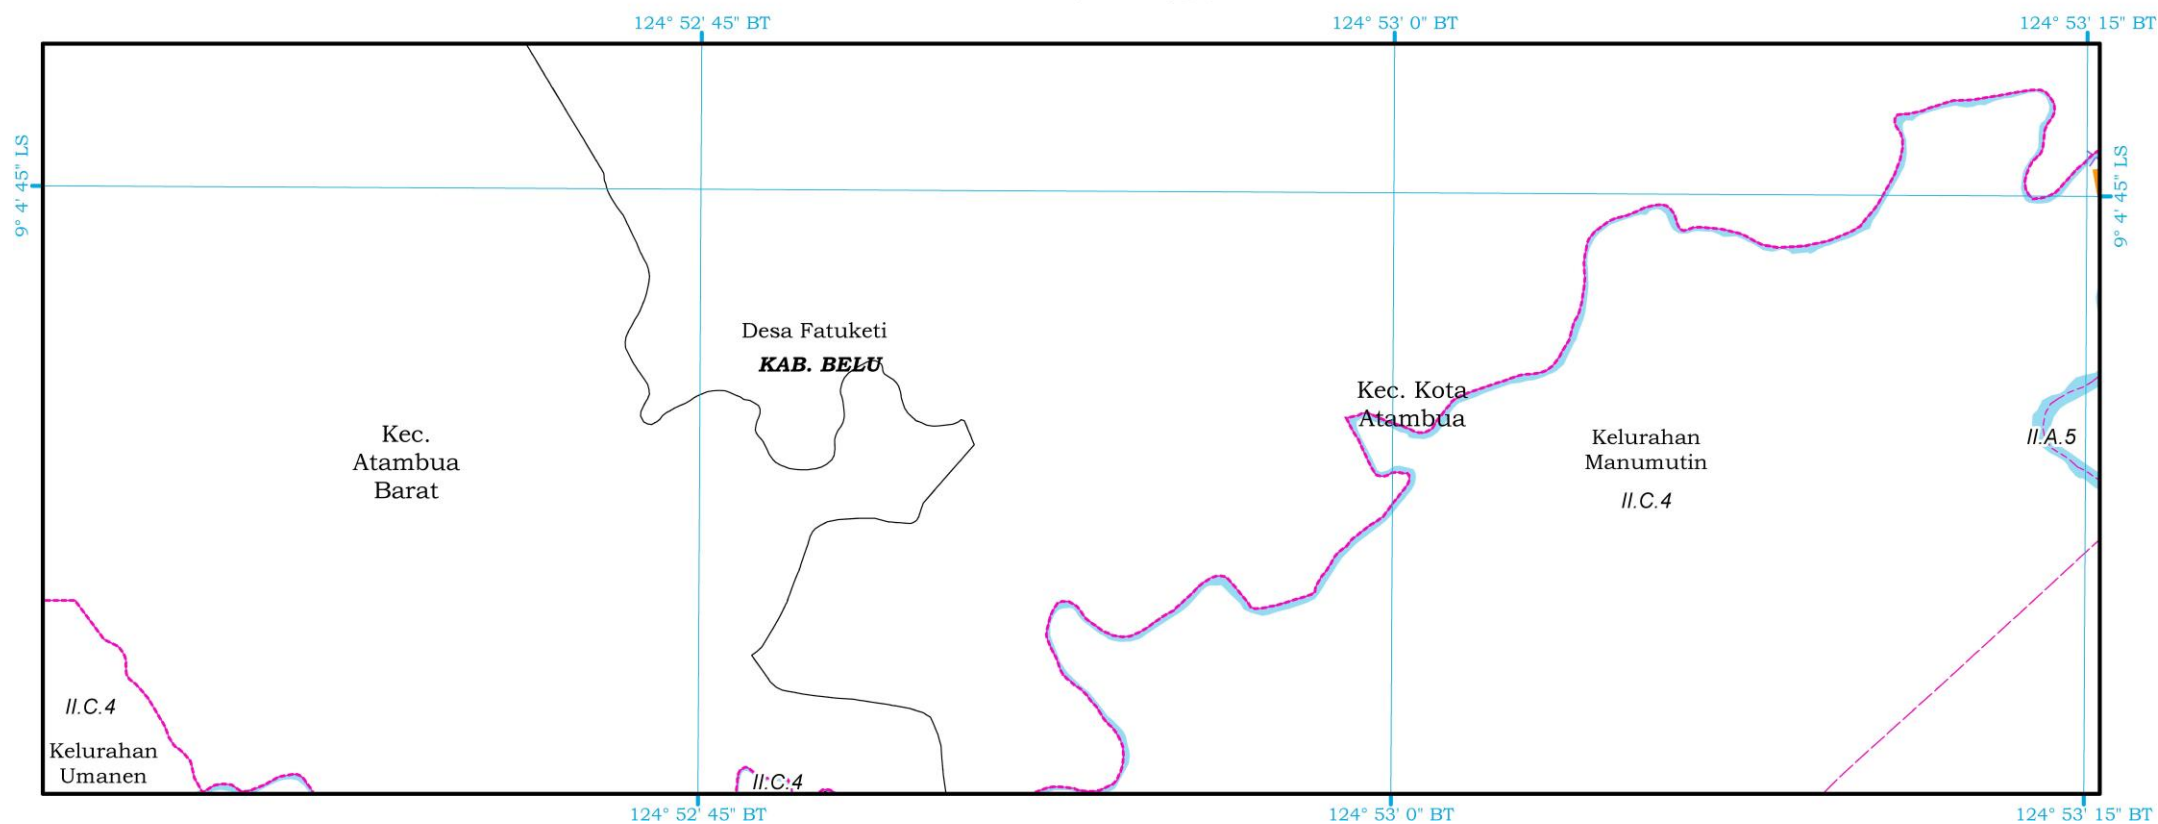 124° 52' 45" BT
124° 53' 0" BT
124° 53' 15" BT
9° 4' 45" LS
9° 4' 45" LS
Desa Fatuketi
KAB. BELU
Kec. Kota
Atambua
Kec.
Atambua
Barat
Kelurahan
Manumutin
II.C.4
II.A.5
II.C.4
Kelurahan
Umanen
II.C.4
124° 52' 45" BT
124° 53' 0" BT
124° 53' 15" BT